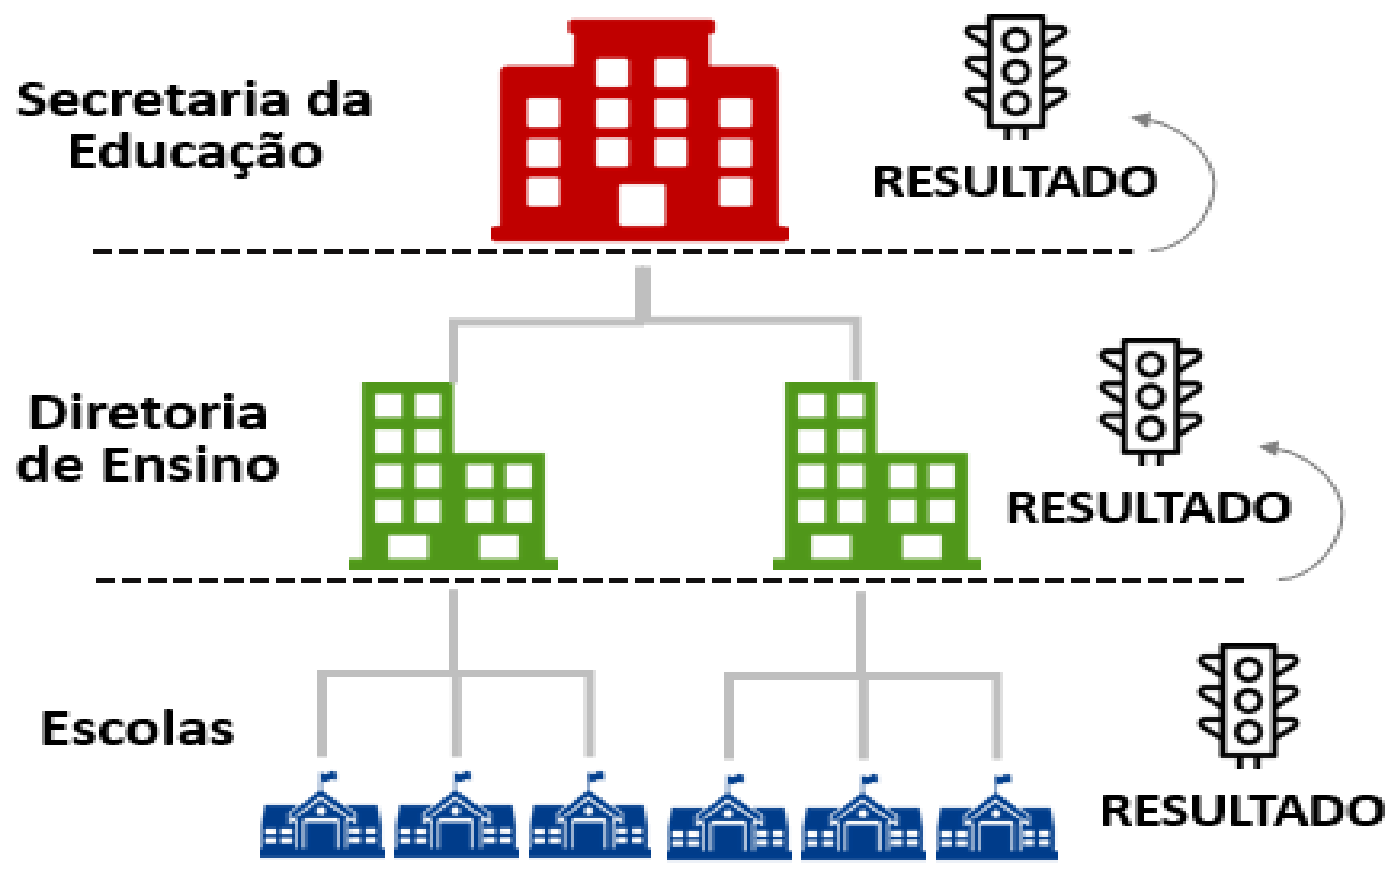 Secretaria da
Educação
RESULTADO
Diretoria
de Ensino
RESULTADO
Escolas
RESULTADO